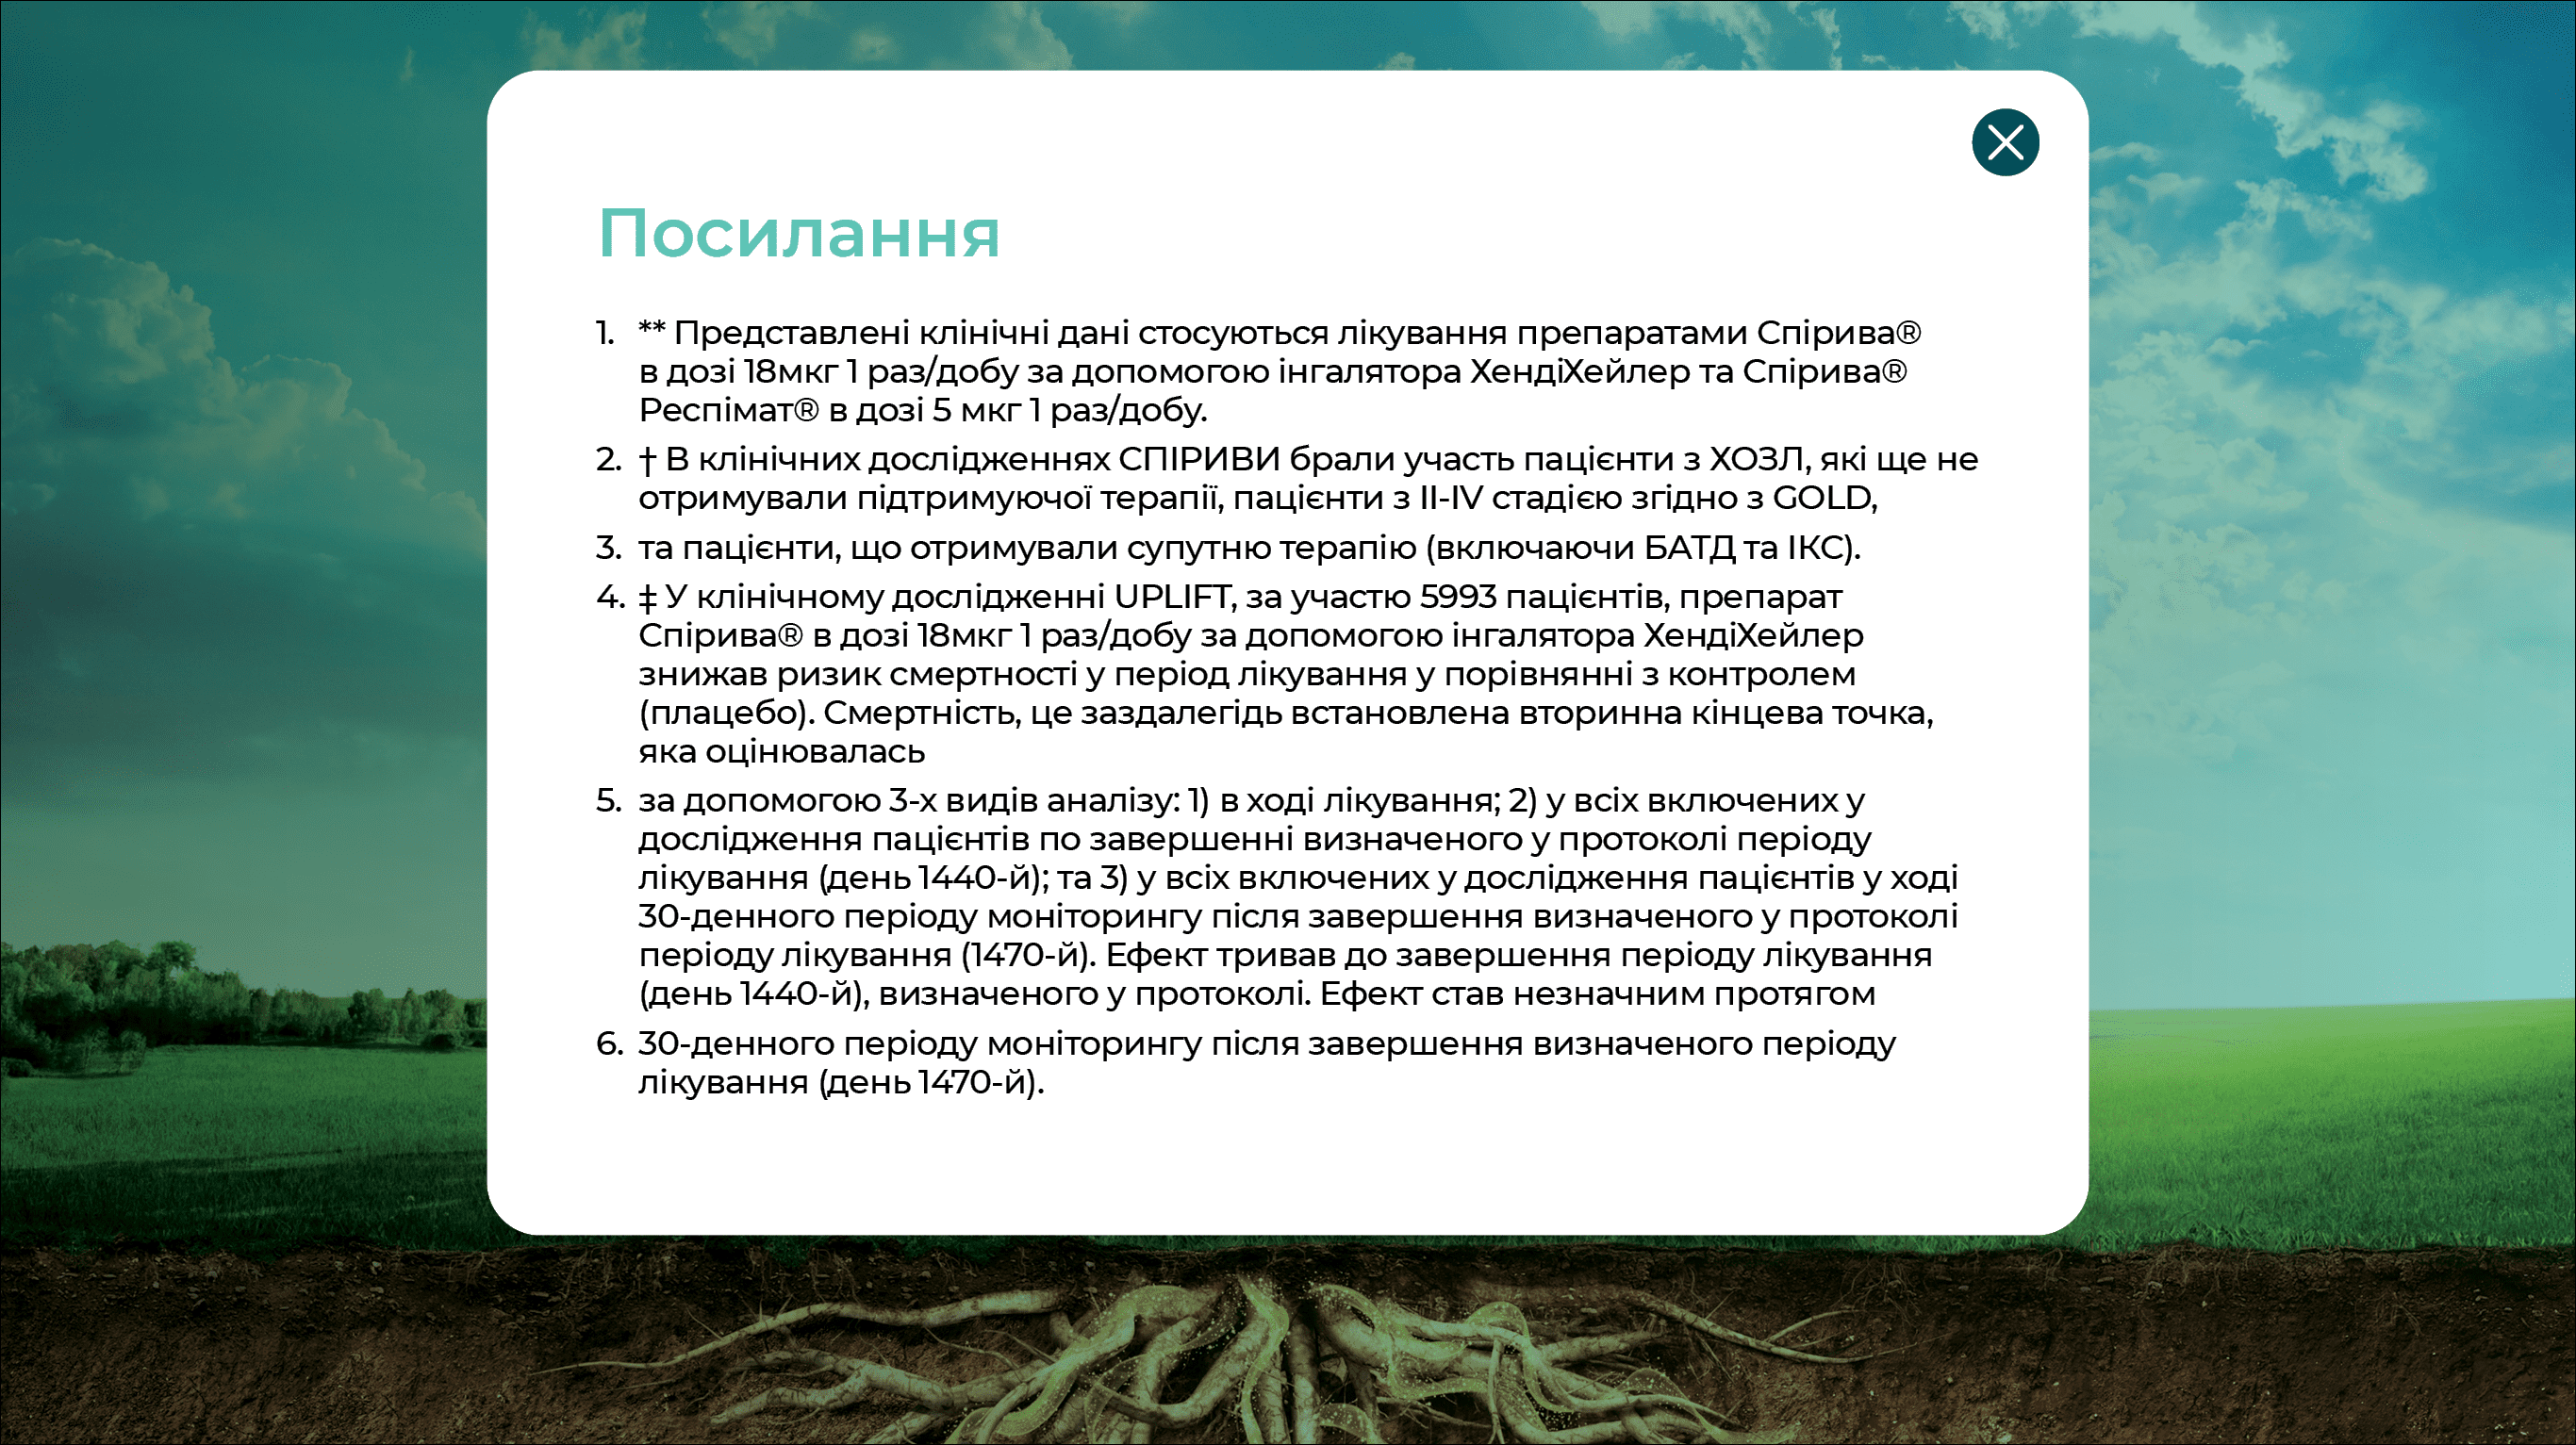 Посилання
1. ** Представлені клінічні дані стосуються лікування препаратами Спірива®
в дозі 18мкг 1 раз/добу за допомогою інгалятора ХендіХейлер та Спірива®
Респімат® в дозі 5 мкг 1 раз/добу.
2. † В клінічних дослідженнях СПІРИВИ брали участь пацієнти з ХОЗЛ, які ще не
отримували підтримуючої терапії, пацієнти з II-IV стадією згідно з GOLD,
3. та пацієнти, що отримували супутню терапію (включаючи БАТД та ІКС).
4. ‡ У клінічному дослідженні UPLIFT, за участю 5993 пацієнтів, препарат
Спірива® в дозі 18мкг 1 раз/добу за допомогою інгалятора ХендіХейлер
знижав ризик смертності у період лікування у порівнянні з контролем
(плацебо). Смертність, це заздалегідь встановлена вторинна кінцева точка,
яка оцінювалась
5. за допомогою 3-х видів аналізу: 1) в ході лікування; 2) у всіх включених у
дослідження пацієнтів по завершенні визначеного у протоколі періоду
лікування (день 1440-й); та 3) у всіх включених у дослідження пацієнтів у ході
30-денного періоду моніторингу після завершення визначеного у протоколі
періоду лікування (1470-й). Ефект тривав до завершення періоду лікування
(день 1440-й), визначеного у протоколі. Ефект став незначним протягом
6. 30-денного періоду моніторингу після завершення визначеного періоду
лікування (день 1470-й).